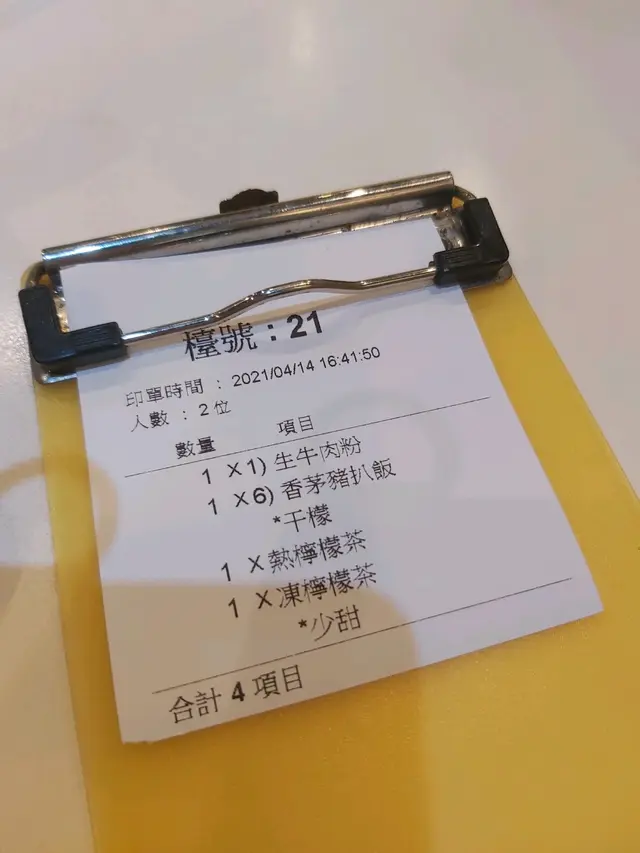 檯號：21
印單時間 : 2021/04/14 16:41:50
人數 : 2 位
數量 項目
1 X 1) 生牛肉粉
1 X 6) 香茅豬扒飯
*干檬
1 X 熱檸檬茶
1 X 凍檸檬茶
*少甜
合計 4 項目